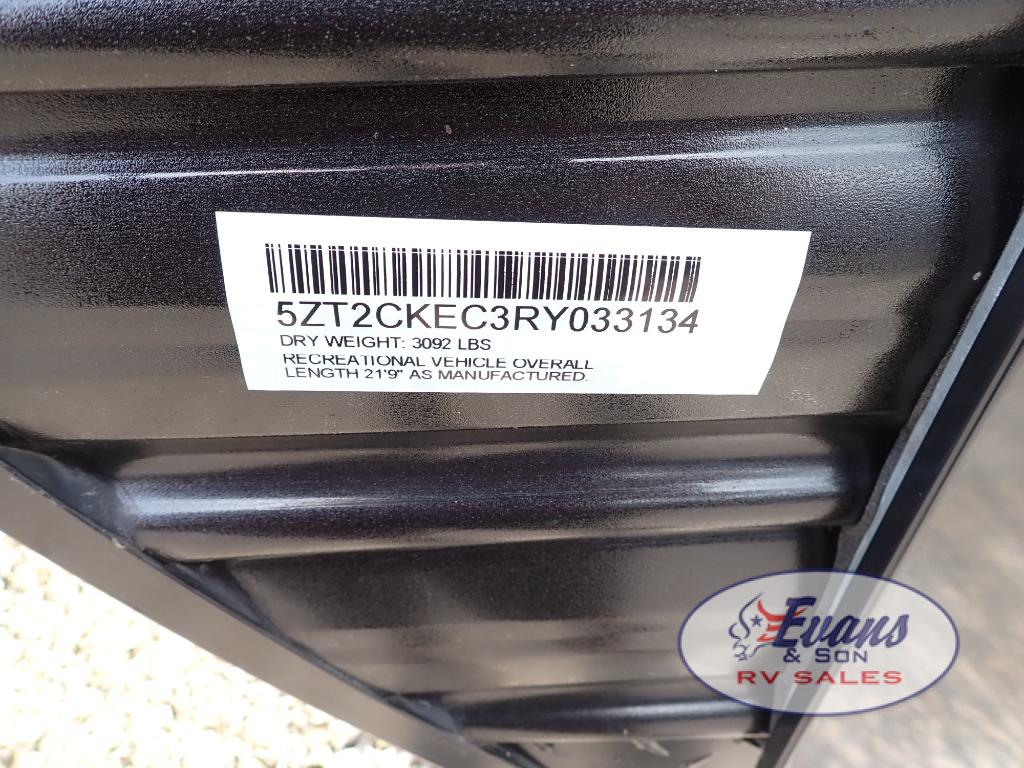 5ZT2CKEC3RY033134
DRY WEIGHT: 3092 LBS
RECREATIONAL VEHICLE OVERALL
LENGTH 21'9" AS MANUFACTURED.
Evans
& SON
RV SALES